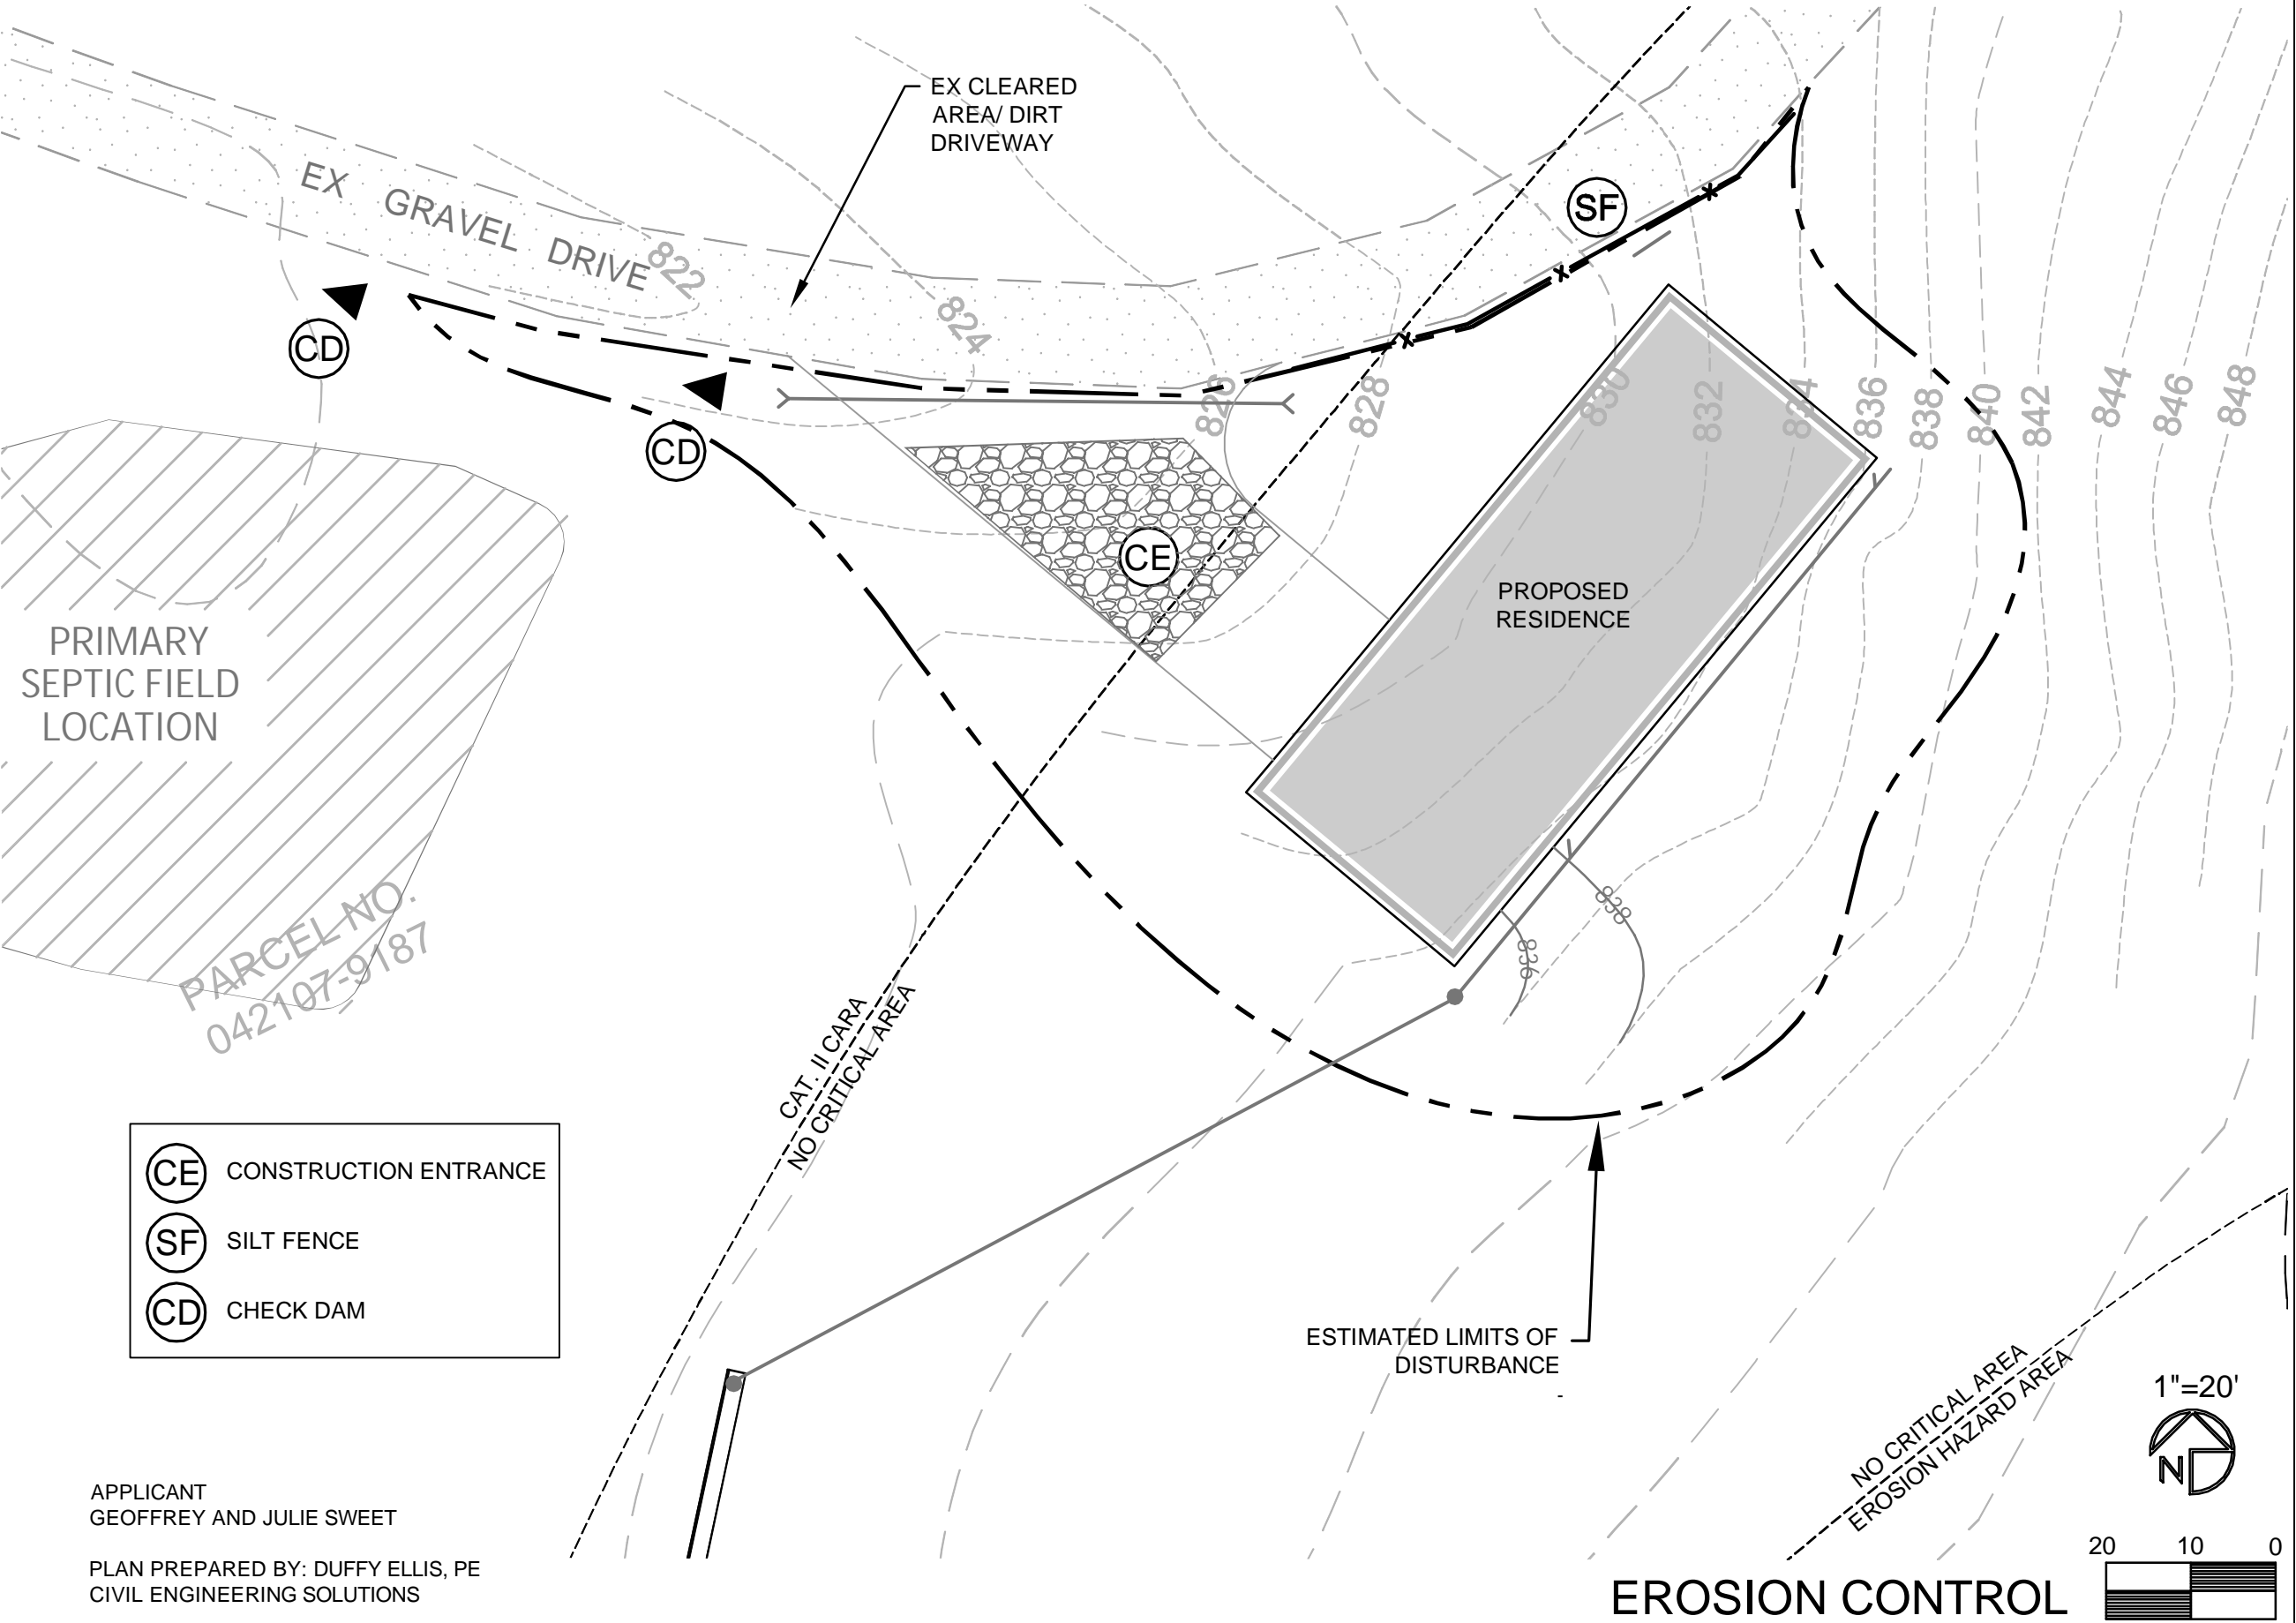 EX CLEARED
AREA/ DIRT
DRIVEWAY
EX GRAVEL DRIVE
822
824
826
828
830
832
834
836
838
840
842
844
846
848
SF
CD
CD
CE
PROPOSED
RESIDENCE
PRIMARY
SEPTIC FIELD
LOCATION
PARCEL NO.
042107-9187
838
836
CAT. II CARA
NO CRITICAL AREA
CE CONSTRUCTION ENTRANCE
SF SILT FENCE
CD CHECK DAM
ESTIMATED LIMITS OF
DISTURBANCE
-
NO CRITICAL AREA
EROSION HAZARD AREA
1"=20'
N
APPLICANT
GEOFFREY AND JULIE SWEET
PLAN PREPARED BY: DUFFY ELLIS, PE
CIVIL ENGINEERING SOLUTIONS
20 10 0
EROSION CONTROL